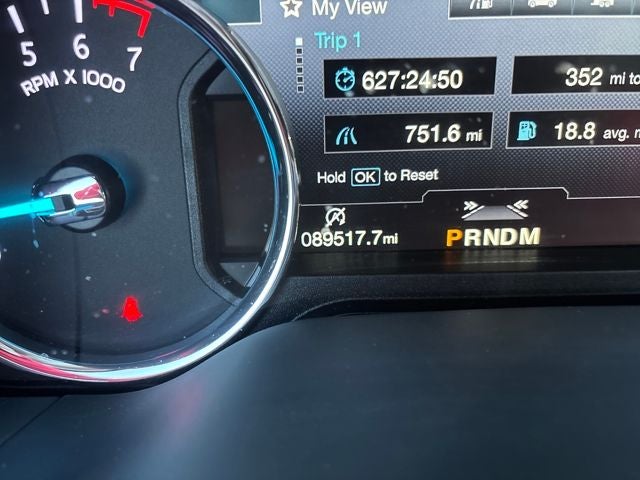 My View
Trip 1
5 6 7
RPM X 1000
627:24:50
352 mi to
751.6 mi
18.8 avg.
Hold OK to Reset
089517.7mi
PRNDM